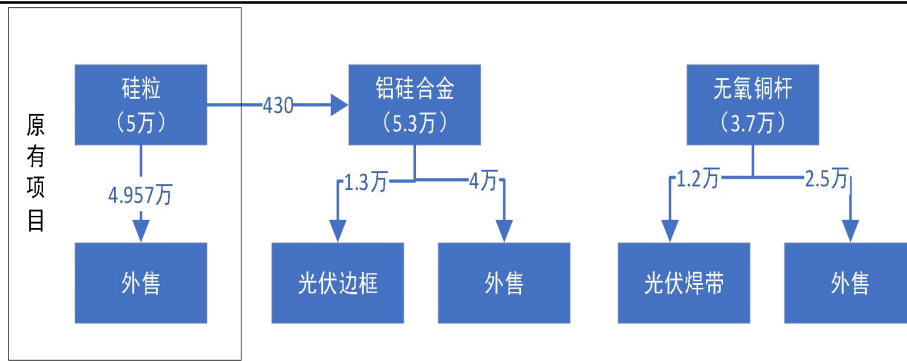 原有项目
硅粒
（5万）
430
铝硅合金
（5.3万）
无氧铜杆
（3.7万）
4.957万
1.3万
4万
1.2万
2.5万
外售
光伏边框
外售
光伏焊带
外售